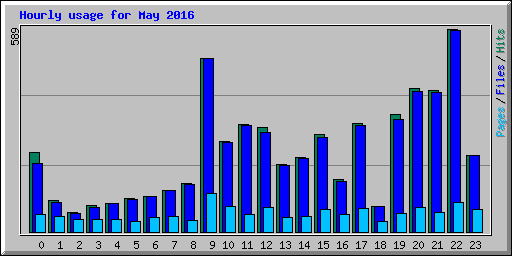 Hourly usage for May 2016
589
Pages/Files/Hits
0 1 2 3 4 5 6 7 8 9 10 11 12 13 14 15 16 17 18 19 20 21 22 23